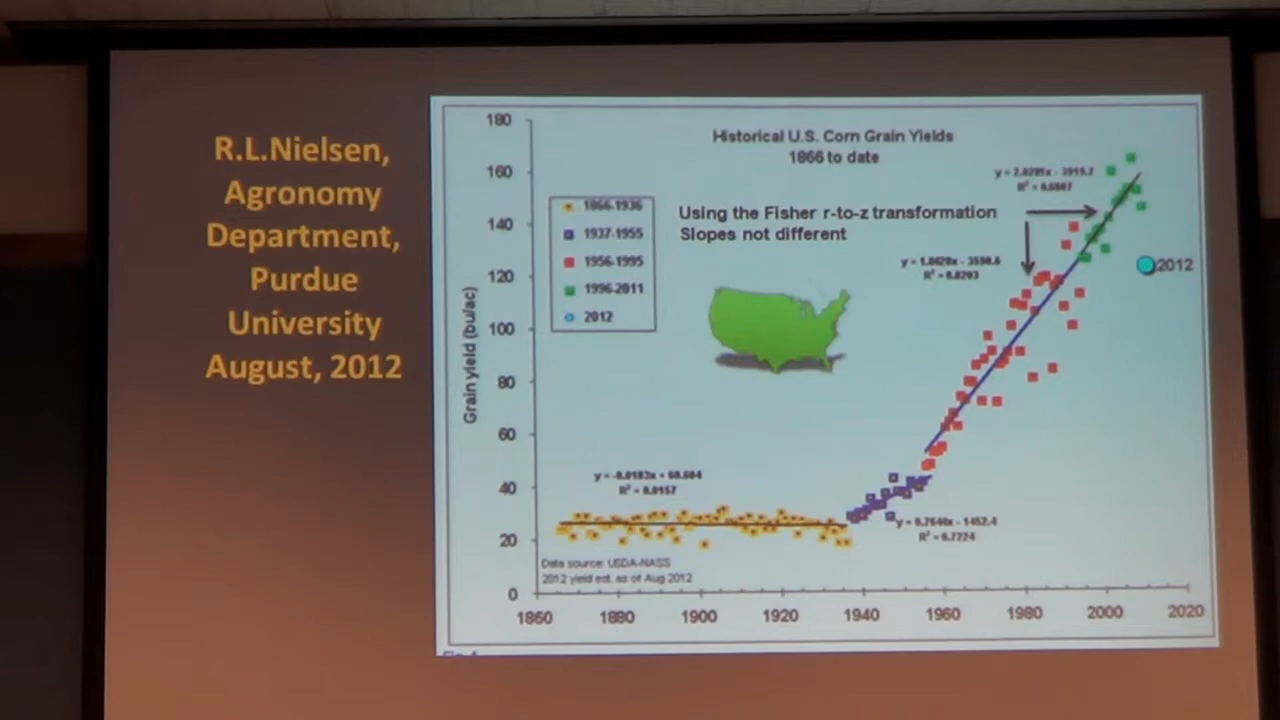 R.L.Nielsen,
Agronomy
Department,
Purdue
University
August, 2012
Historical U.S. Corn Grain Yields
1866 to date
Grain yield (bu/ac)
180
160
140
120
100
80
60
40
20
0
1860
1880
1900
1920
1940
1960
1980
2000
2020
1866-1936
1937-1955
1956-1995
1996-2011
2012
Using the Fisher r-to-z transformation
Slopes not different
2012
Data source: USDA-NASS
2012 yield est. as of Aug 2012